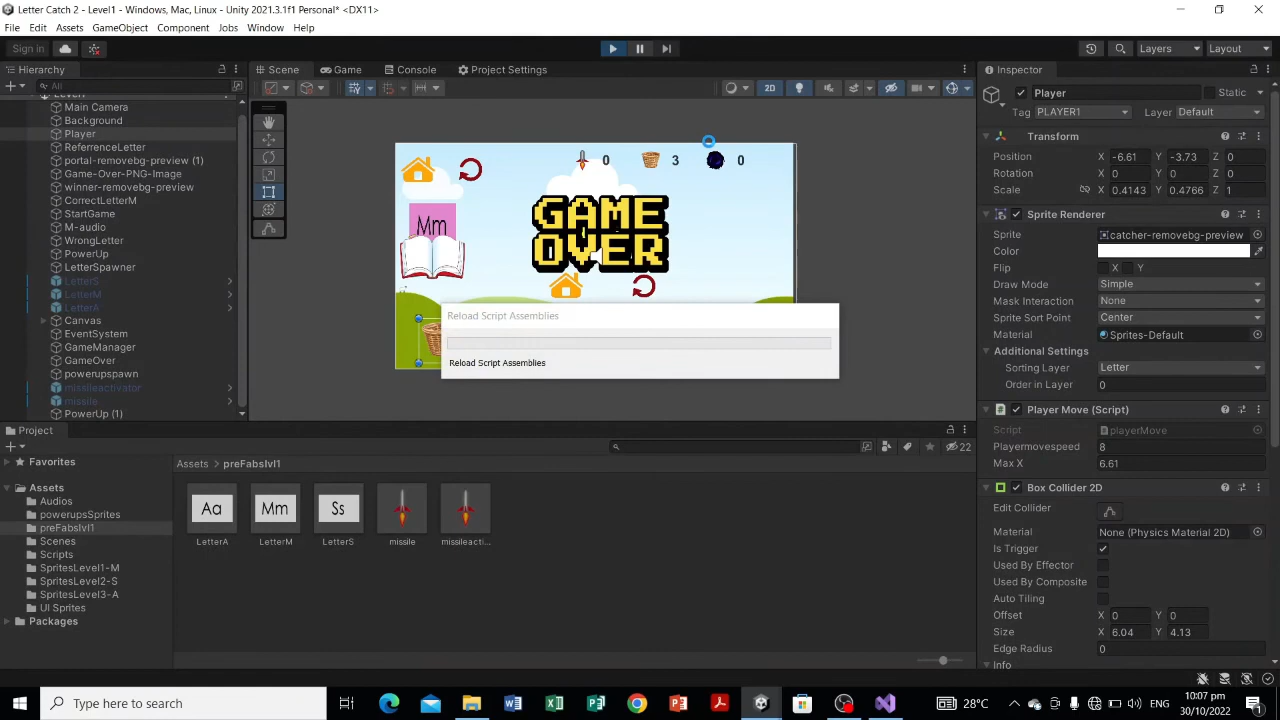 Letter Catch 2 - Level1 - Windows, Mac, Linux - Unity 2021.3.1f1 Personal* <DX11>
File Edit Assets GameObject Component Jobs Window Help
Sign in Layers Layout
Hierarchy Scene Game Console Project Settings Inspector
All 2D
Player Static
Tag PLAYER1 Layer Default
Main Camera
Background
Player
ReferenceLetter
portal-removebg-preview (1)
Game-Over-PNG-Image
winner-removebg-preview
CorrectLetterM
StartGame
M-audio
WrongLetter
PowerUp
LetterSpawner
LetterS
LetterM
LetterA
Canvas
EventSystem
GameManager
GameOver
powerupspawn
missileactivator
missile
PowerUp (1)
0 3 0
Mm
GAME
OVER
Reload Script Assemblies
Reload Script Assemblies
Transform
Position X -6.61 Y -3.73 Z 0
Rotation X 0 Y 0 Z 0
Scale X 0.4143 Y 0.4766 Z 1
Sprite Renderer
Sprite catcher-removebg-preview
Color
Flip X Y
Draw Mode Simple
Mask Interaction None
Sprite Sort Point Center
Material Sprites-Default
Additional Settings
Sorting Layer Letter
Order in Layer 0
Player Move (Script)
Script playerMove
Playermovespeed 8
Max X 6.61
Box Collider 2D
Edit Collider
Material None (Physics Material 2D)
Is Trigger
Used By Effector
Used By Composite
Auto Tiling
Offset X 0 Y 0
Size X 6.04 Y 4.13
Edge Radius 0
Info
Project
22
Favorites
Assets
Audios
powerupsSprites
preFabslvl1
Scenes
Scripts
SpritesLevel1-M
SpritesLevel2-S
SpritesLevel3-A
UI Sprites
Packages
Assets > preFabslvl1
Aa Mm Ss
LetterA LetterM LetterS missile missileacti...
Type here to search
28°C ENG 10:07 pm
30/10/2022
1